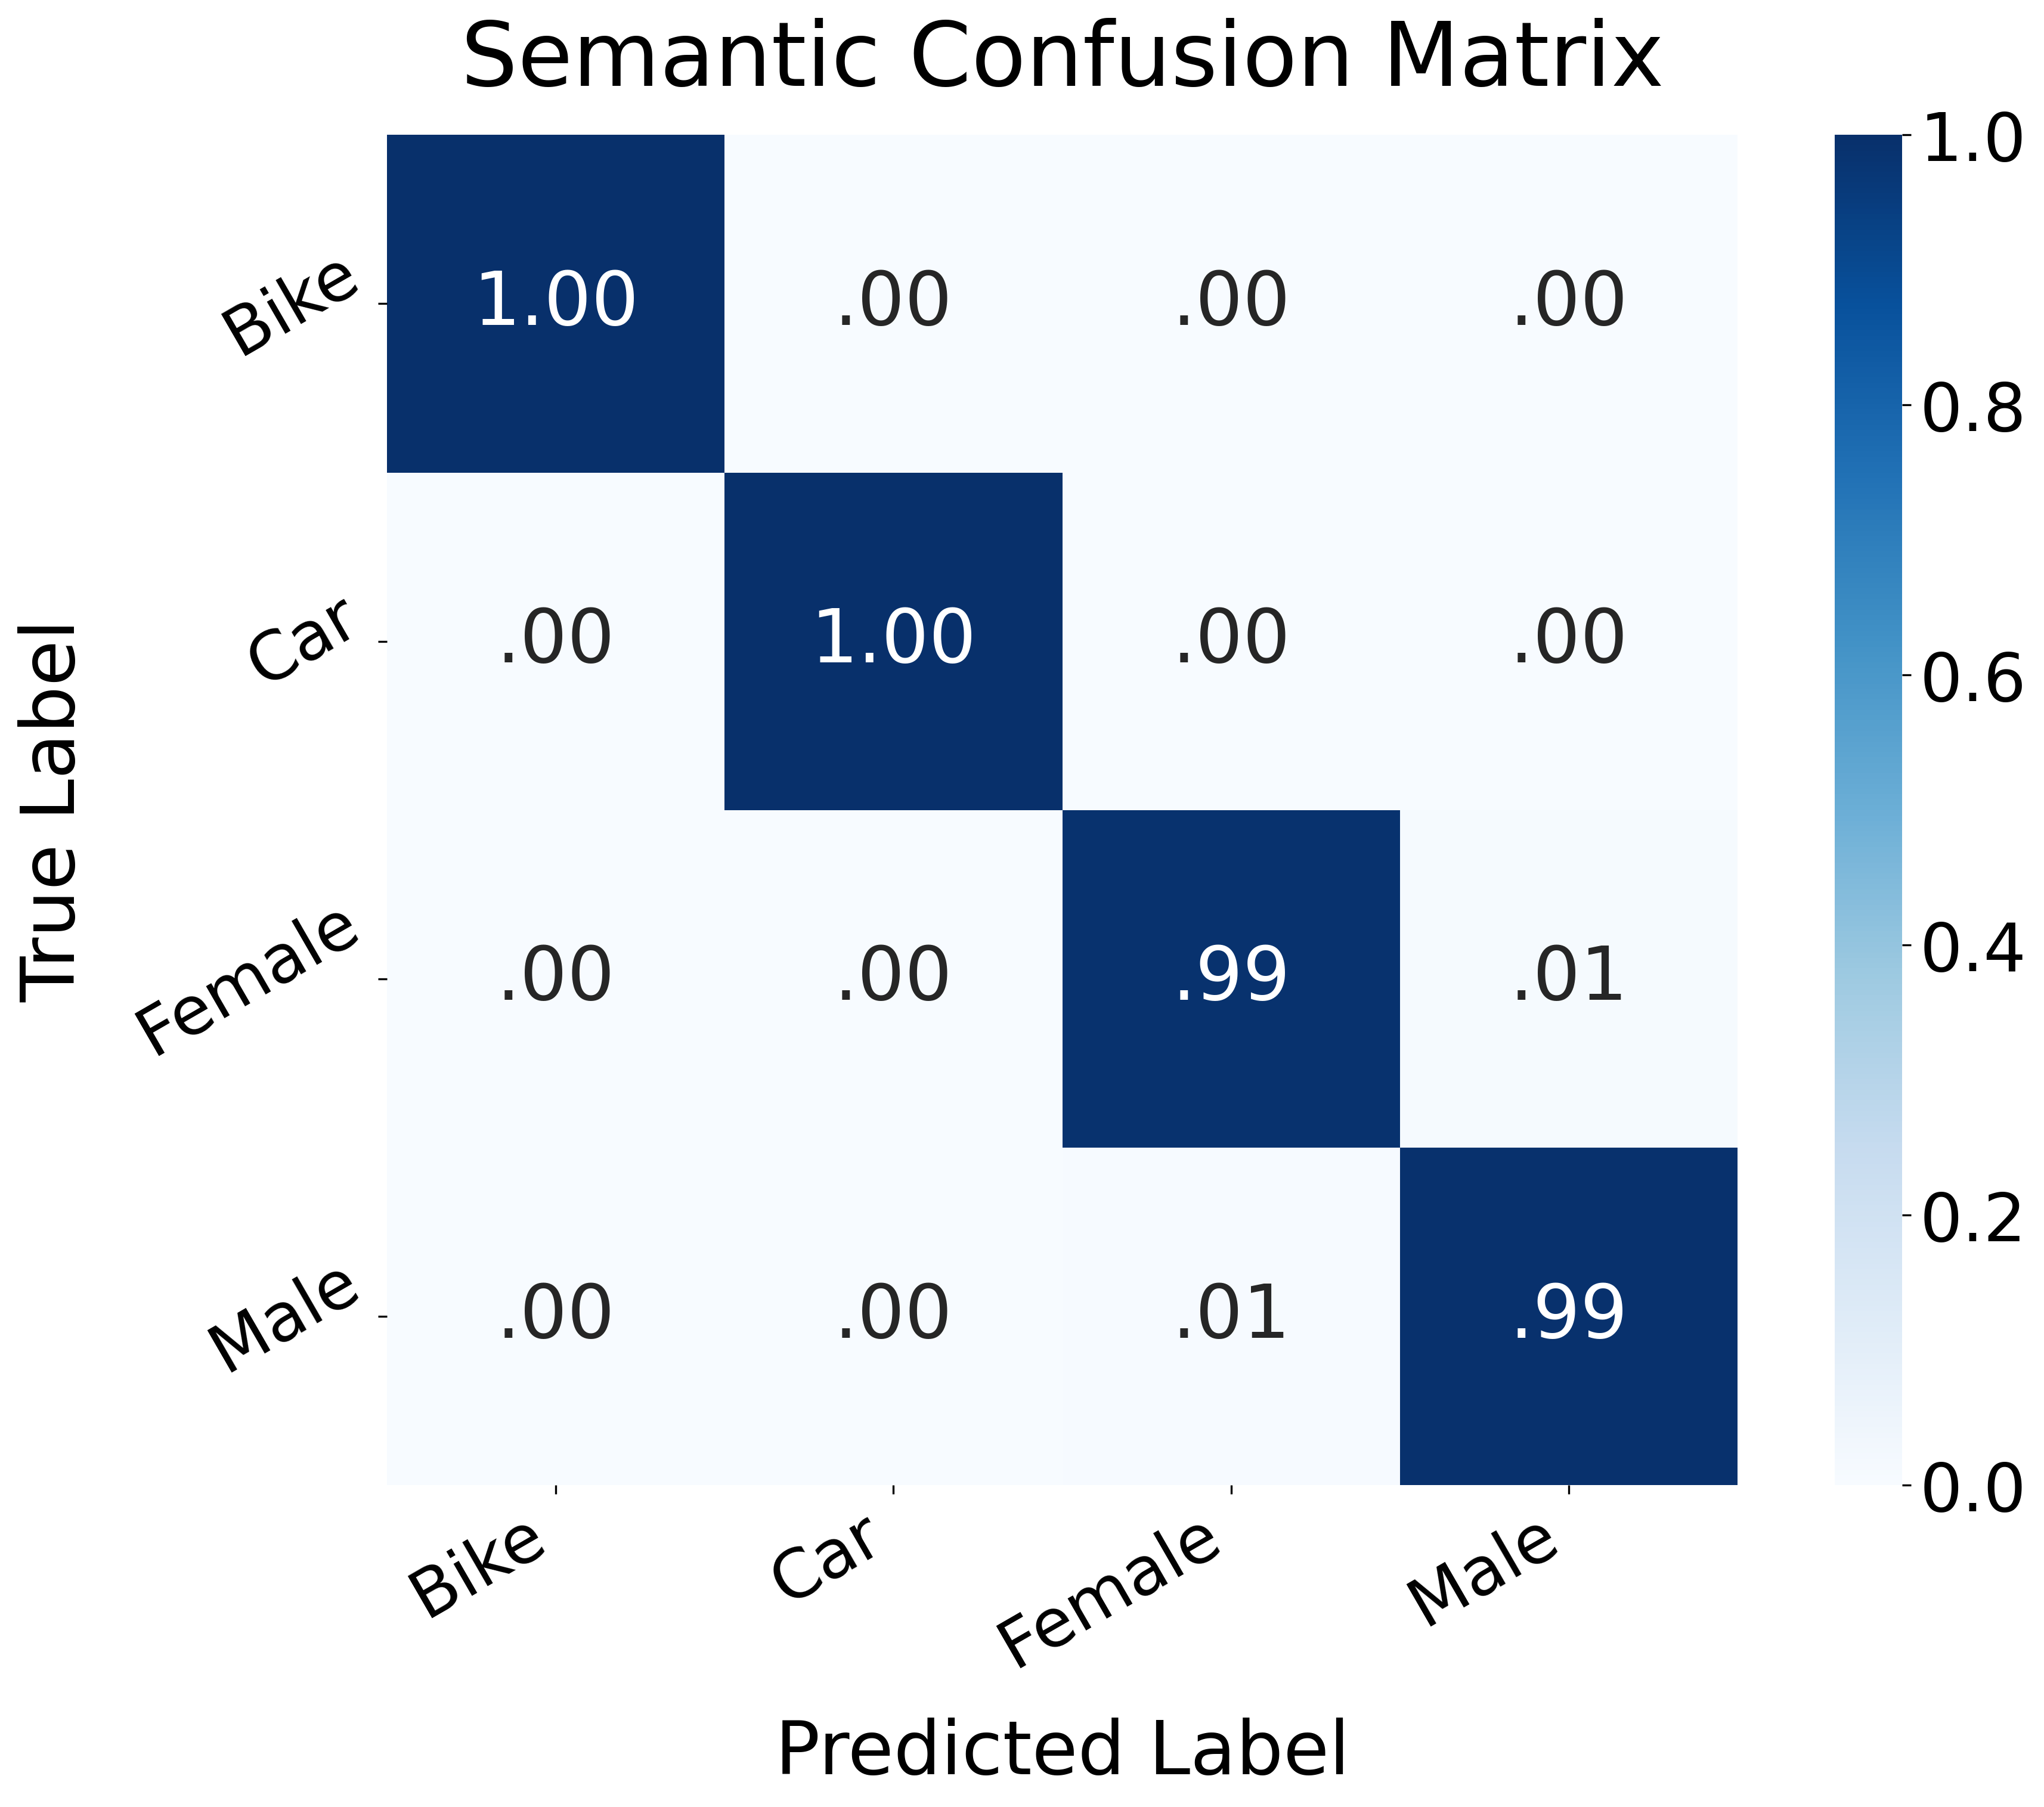 Semantic Confusion Matrix
True Label
Bike 1.00 .00 .00 .00
Car .00 1.00 .00 .00
Female .00 .00 .99 .01
Male .00 .00 .01 .99
Bike Car Female Male
Predicted Label
1.0
0.8
0.6
0.4
0.2
0.0